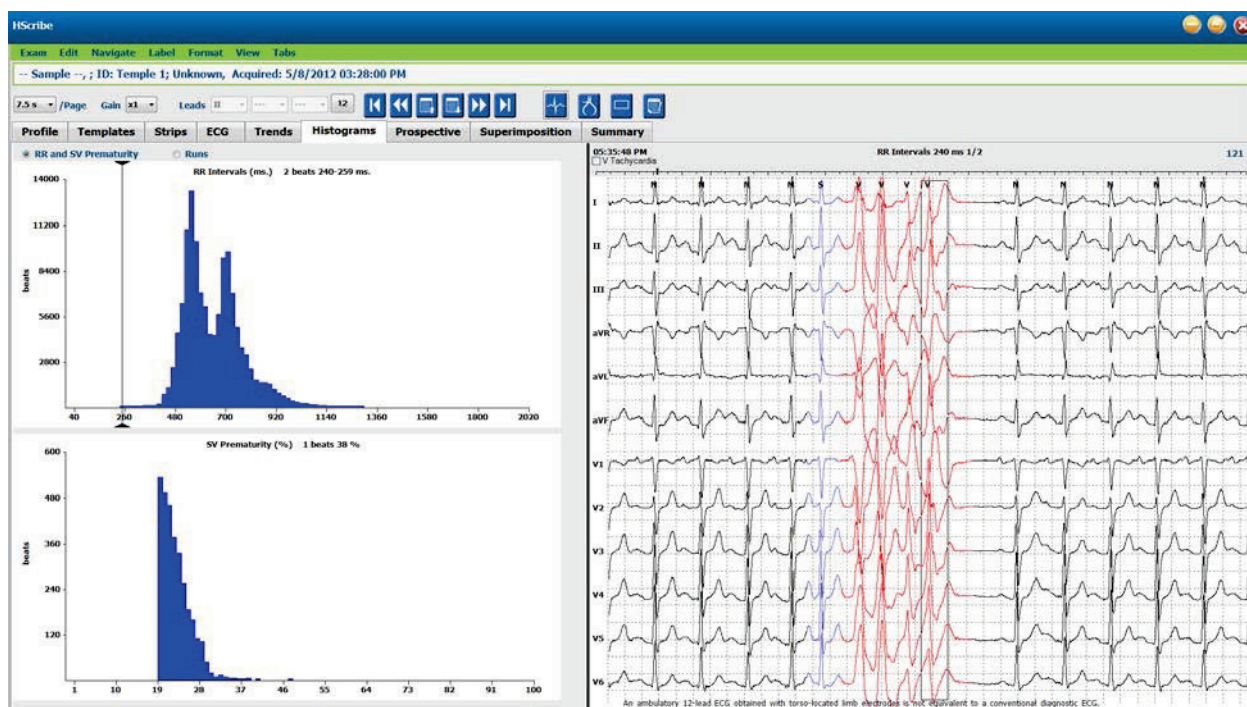 HScribe
Exam Edit Navigate Label Format View Tabs
-- Sample --, ; ID: Temple 1; Unknown, Acquired: 5/8/2012 03:28:00 PM
7.5 s /Page Gain x1 Leads II --- --- 12
Profile Templates Strips ECG Trends Histograms Prospective Superimposition Summary
RR and SV Prematurity Runs
RR Intervals (ms.) 2 beats 240-259 ms.
14000
11200
8400
beats
5600
2800
40 260 480 700 920 1140 1360 1580 1800 2020
SV Prematurity (%) 1 beats 38 %
600
480
360
beats
240
120
1 10 19 28 37 46 55 64 73 82 91 100
05:35:48 PM RR Intervals 240 ms 1/2 121
V Tachycardia
N N N N S V V V V N N N N N
I
II
III
aVR
aVL
aVF
V1
V2
V3
V4
V5
V6
An ambulatory 12-lead ECG obtained with torso-located limb electrodes is not equivalent to a conventional diagnostic ECG.